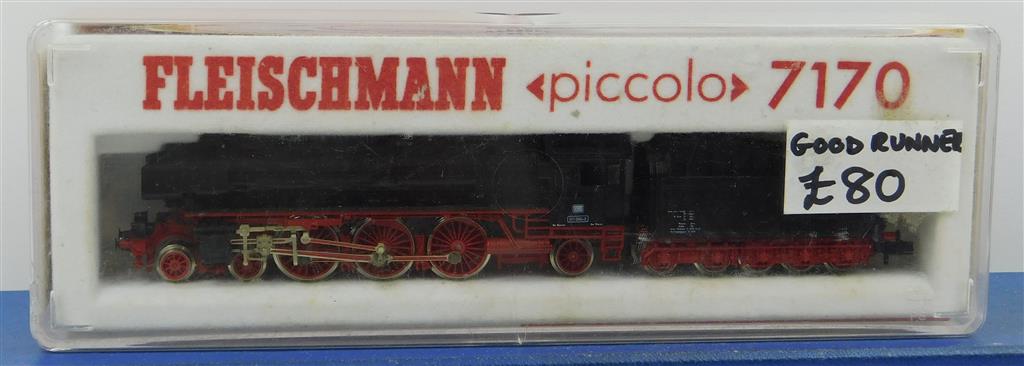 FLEISCHMANN «piccolo» 7170
GOOD RUNNER
£80